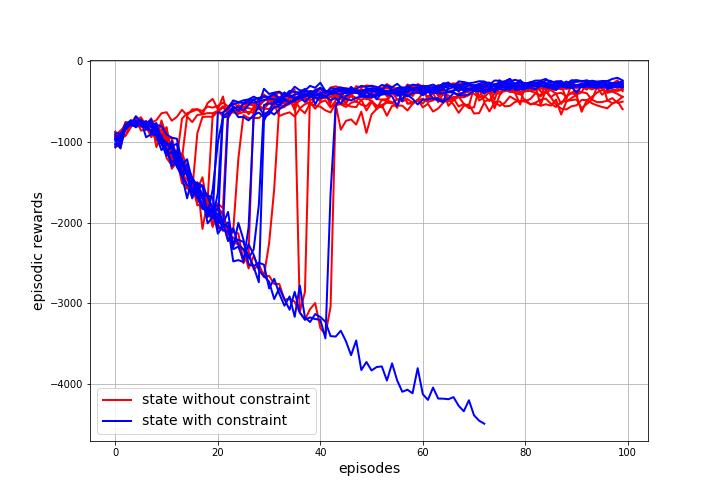 0
−1000
−2000
−3000
−4000
episodic rewards
state without constraint
state with constraint
0 20 40 60 80 100
episodes